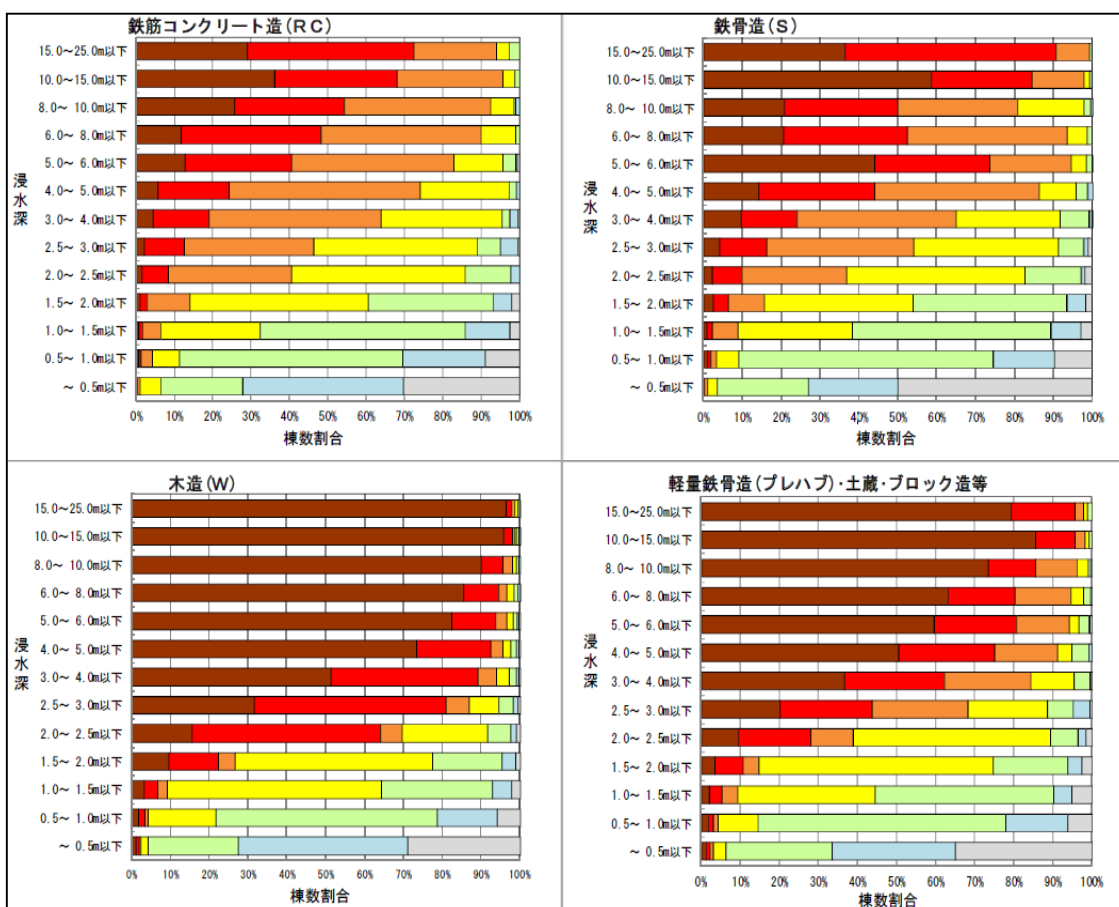 鉄筋コンクリート造(RC)
15.0～25.0m以下
10.0～15.0m以下
8.0～ 10.0m以下
6.0～ 8.0m以下
5.0～ 6.0m以下
4.0～ 5.0m以下
3.0～ 4.0m以下
2.5～ 3.0m以下
2.0～ 2.5m以下
1.5～ 2.0m以下
1.0～ 1.5m以下
0.5～ 1.0m以下
～ 0.5m以下
浸水深
0% 10% 20% 30% 40% 50% 60% 70% 80% 90% 100%
棟数割合
鉄骨造(S)
15.0～25.0m以下
10.0～15.0m以下
8.0～ 10.0m以下
6.0～ 8.0m以下
5.0～ 6.0m以下
4.0～ 5.0m以下
3.0～ 4.0m以下
2.5～ 3.0m以下
2.0～ 2.5m以下
1.5～ 2.0m以下
1.0～ 1.5m以下
0.5～ 1.0m以下
～ 0.5m以下
浸水深
0% 10% 20% 30% 40% 50% 60% 70% 80% 90% 100%
棟数割合
木造(W)
15.0～25.0m以下
10.0～15.0m以下
8.0～ 10.0m以下
6.0～ 8.0m以下
5.0～ 6.0m以下
4.0～ 5.0m以下
3.0～ 4.0m以下
2.5～ 3.0m以下
2.0～ 2.5m以下
1.5～ 2.0m以下
1.0～ 1.5m以下
0.5～ 1.0m以下
～ 0.5m以下
浸水深
0% 10% 20% 30% 40% 50% 60% 70% 80% 90% 100%
棟数割合
軽量鉄骨造(プレハブ)・土蔵・ブロック造等
15.0～25.0m以下
10.0～15.0m以下
8.0～ 10.0m以下
6.0～ 8.0m以下
5.0～ 6.0m以下
4.0～ 5.0m以下
3.0～ 4.0m以下
2.5～ 3.0m以下
2.0～ 2.5m以下
1.5～ 2.0m以下
1.0～ 1.5m以下
0.5～ 1.0m以下
～ 0.5m以下
浸水深
0% 10% 20% 30% 40% 50% 60% 70% 80% 90% 100%
棟数割合